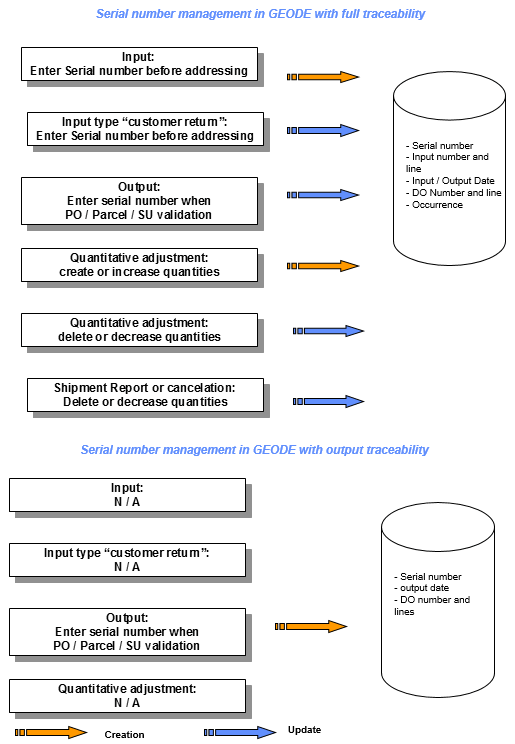 Serial number management in GEODE with full traceability
Input:
Enter Serial number before addressing
Input type “customer return”:
Enter Serial number before addressing
Output:
Enter serial number when
PO / Parcel / SU validation
Quantitative adjustment:
create or increase quantities
Quantitative adjustment:
delete or decrease quantities
Shipment Report or cancelation:
Delete or decrease quantities
- Serial number
- Input number and
line
- Input / Output Date
- DO Number and line
- Occurrence
Serial number management in GEODE with output traceability
Input:
N / A
Input type “customer return”:
N / A
Output:
Enter serial number when
PO / Parcel / SU validation
Quantitative adjustment:
N / A
- Serial number
- output date
- DO number and
lines
Creation
Update